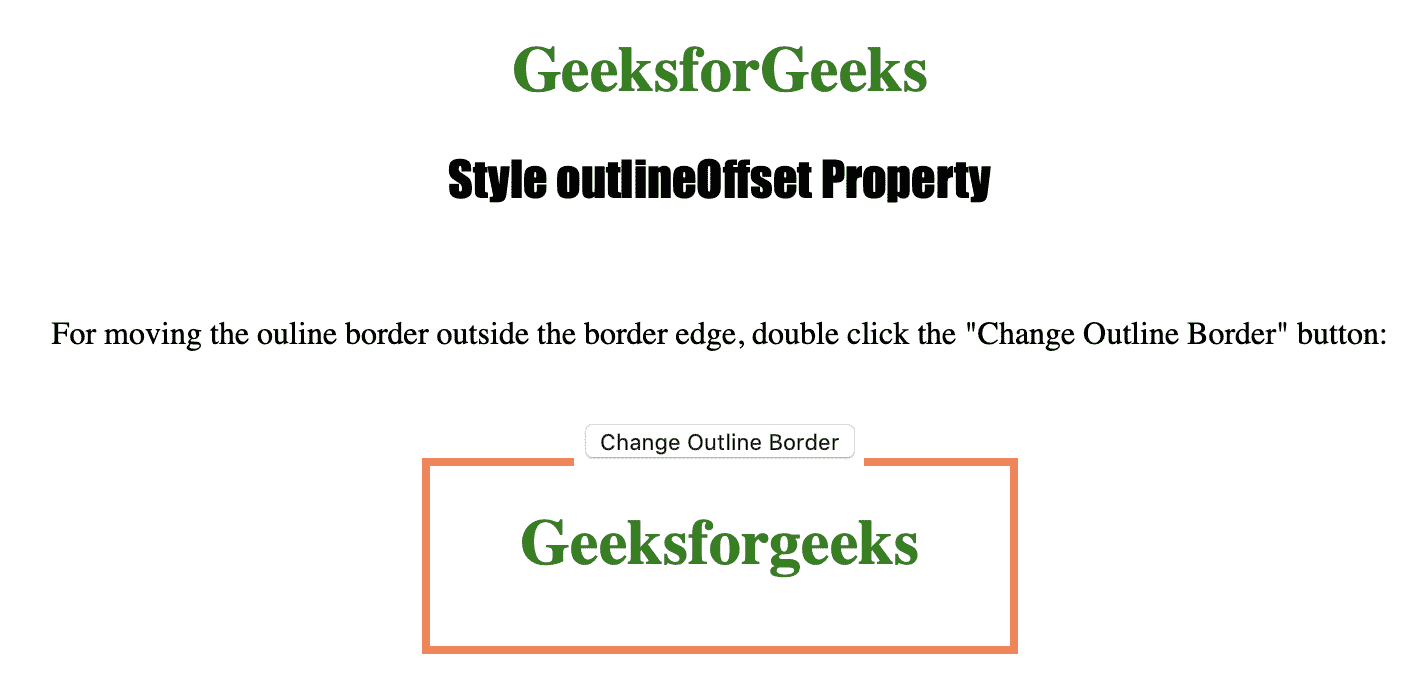 GeeksforGeeks
Style outlineOffset Property
For moving the ouline border outside the border edge, double click the "Change Outline Border" button:
Change Outline Border
Geeksforgeeks